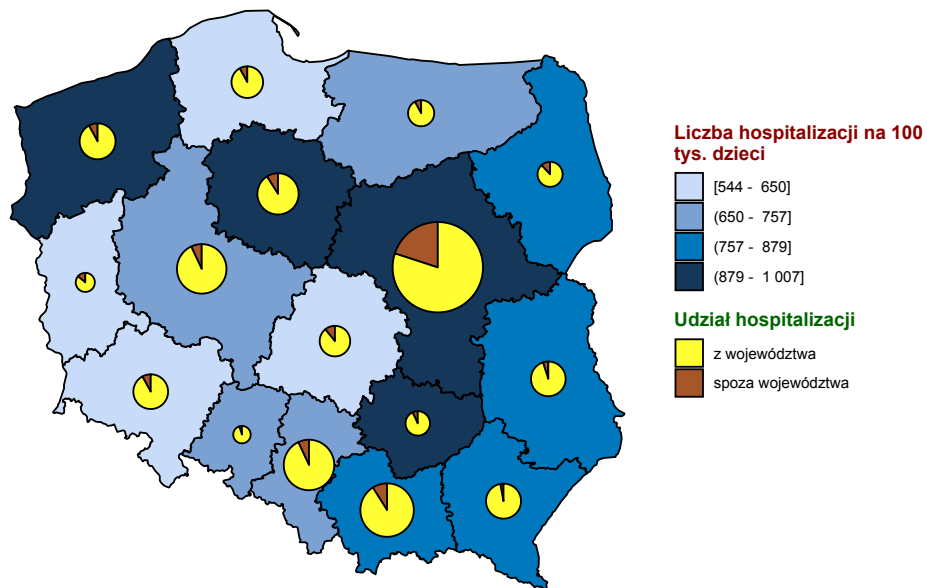 Liczba hospitalizacji na 100
tys. dzieci
[544 - 650]
(650 - 757]
(757 - 879]
(879 - 1 007]
Udział hospitalizacji
z województwa
spoza województwa